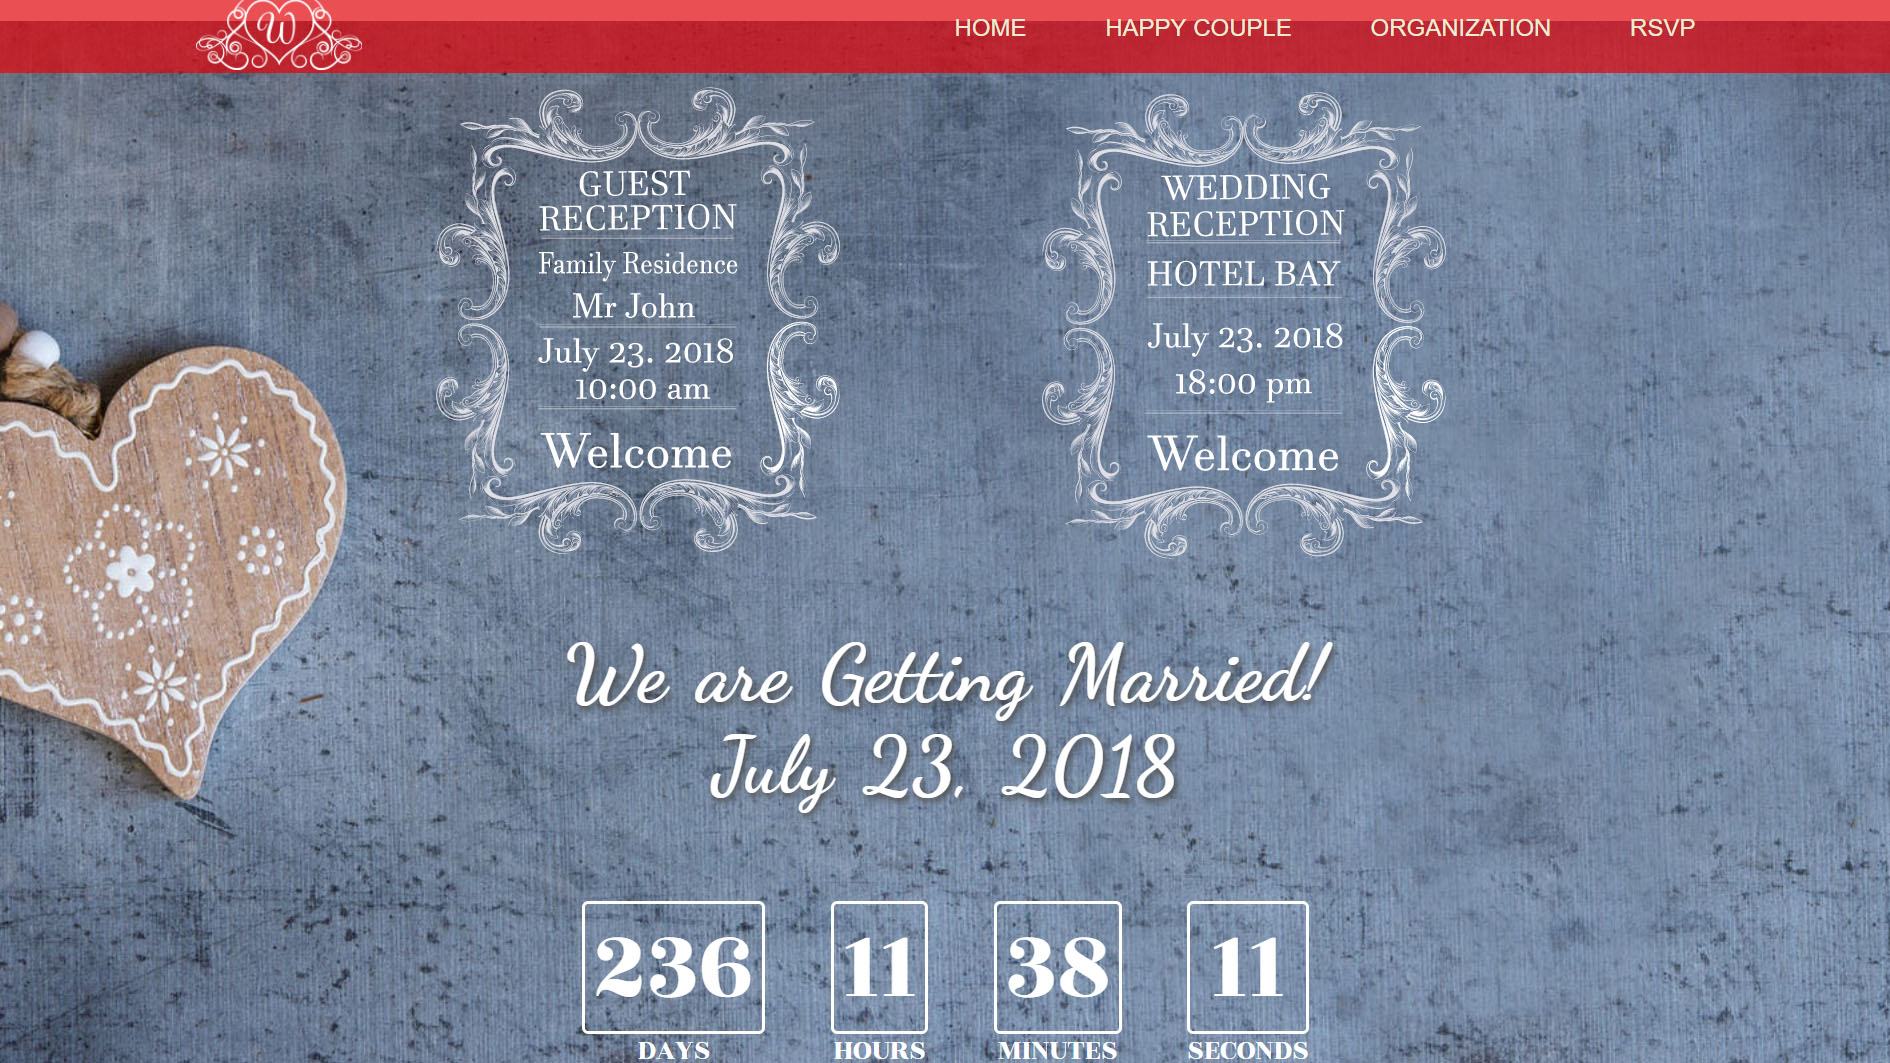 W
HOME
HAPPY COUPLE
ORGANIZATION
RSVP
GUEST
RECEPTION
Family Residence
Mr John
July 23. 2018
10:00 am
Welcome
WEDDING
RECEPTION
HOTEL BAY
July 23. 2018
18:00 pm
Welcome
We are Getting Married!
July 23, 2018
236
DAYS
11
HOURS
38
MINUTES
11
SECONDS